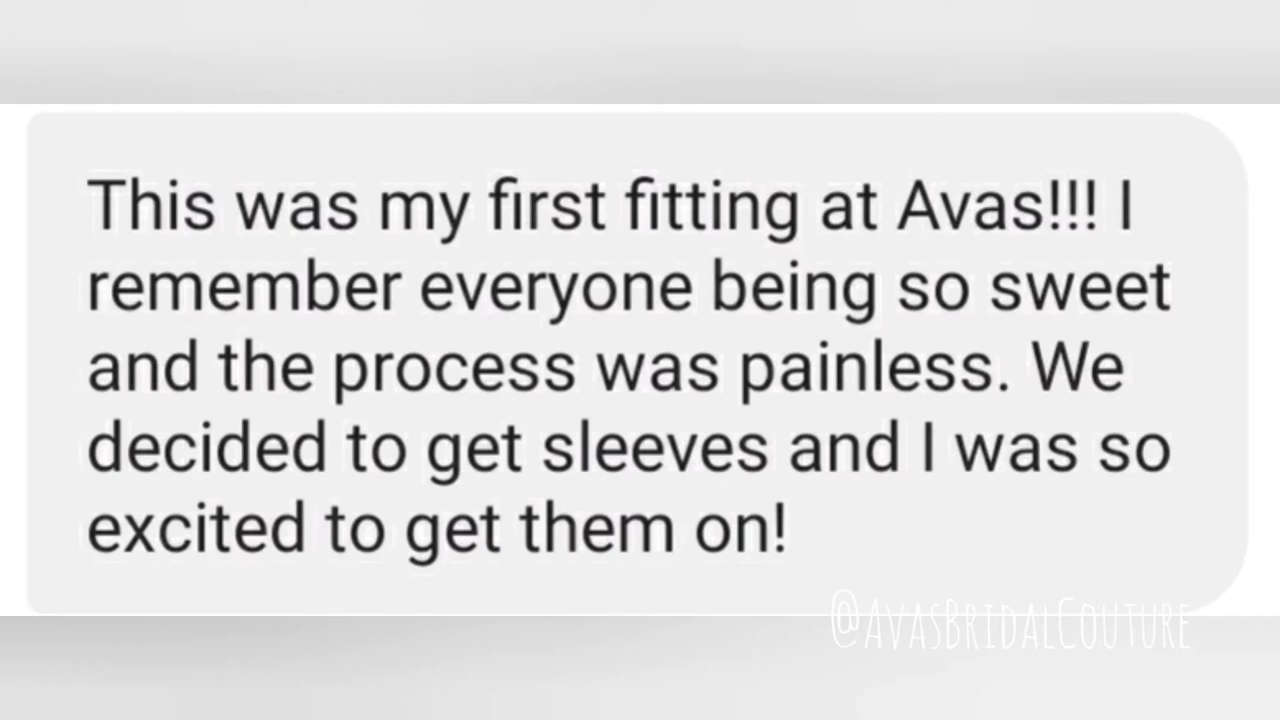 This was my first fitting at Avas!!! I
remember everyone being so sweet
and the process was painless. We
decided to get sleeves and I was so
excited to get them on!
@AvasBridalCouture